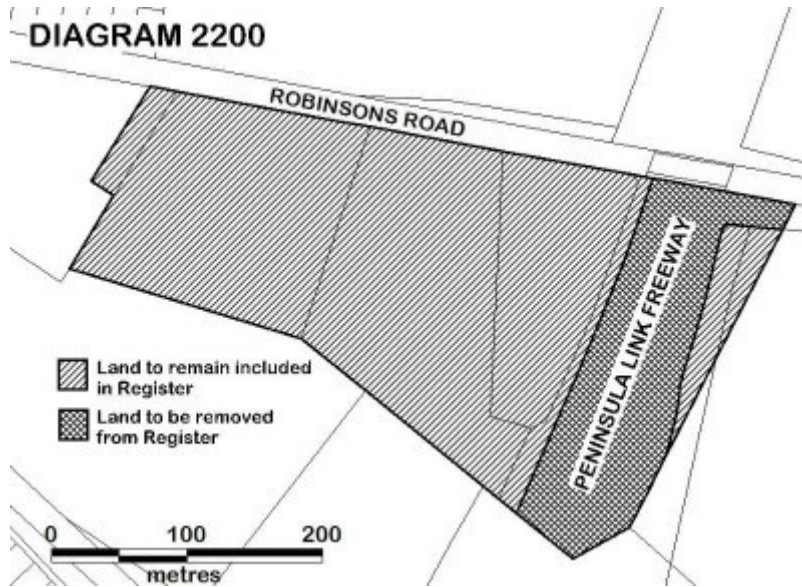 DIAGRAM 2200
ROBINSONS ROAD
PENINSULA LINK FREEWAY
Land to remain included
in Register
Land to be removed
from Register
0 100 200
metres